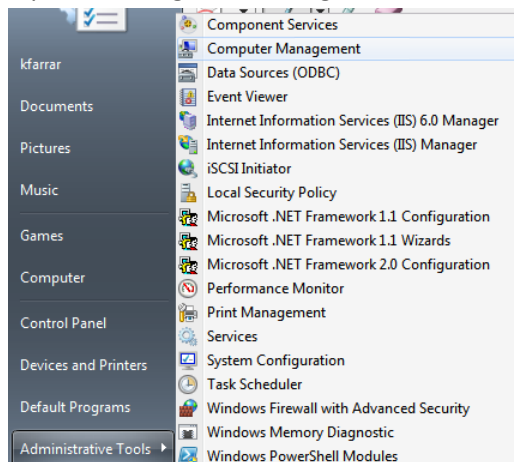 kfarrar
Documents
Pictures
Music
Games
Computer
Control Panel
Devices and Printers
Default Programs
Administrative Tools
Component Services
Computer Management
Data Sources (ODBC)
Event Viewer
Internet Information Services (IIS) 6.0 Manager
Internet Information Services (IIS) Manager
iSCSI Initiator
Local Security Policy
Microsoft .NET Framework 1.1 Configuration
Microsoft .NET Framework 1.1 Wizards
Microsoft .NET Framework 2.0 Configuration
Performance Monitor
Print Management
Services
System Configuration
Task Scheduler
Windows Firewall with Advanced Security
Windows Memory Diagnostic
Windows PowerShell Modules